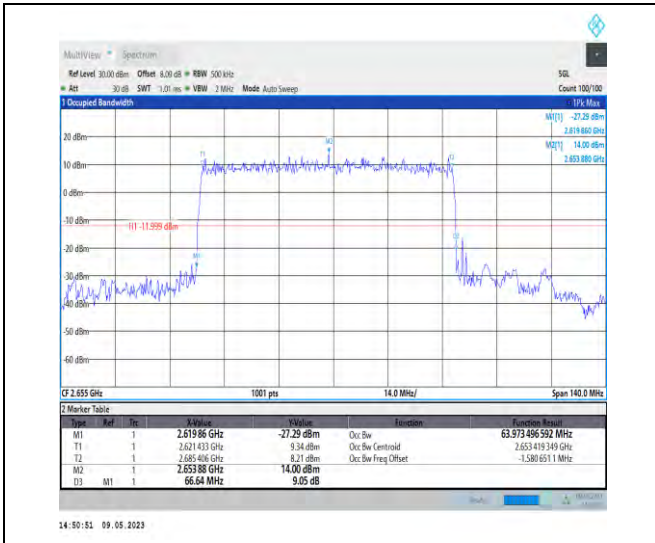 MultiView Spectrum
Ref Level 30.00 dBm Offset 8.00 dB RBW 500 kHz SGL
Att 30 dB SWT 1.01 ms VBW 2 MHz Mode Auto Sweep Count 100/100
1 Occupied Bandwidth 1Pk Max
M1[1] -27.29 dBm
2.619 860 GHz
M2[1] 14.00 dBm
2.653 880 GHz
20 dBm
M2
T1
10 dBm
0 dBm
-10 dBm
H1 -11.999 dBm
-20 dBm
M1
-30 dBm
-40 dBm
-50 dBm
-60 dBm
CF 2.655 GHz 1001 pts 14.0 MHz/ Span 140.0 MHz
2 Marker Table
Type Ref Trc X-Value Y-Value Function Function Result
M1 1 2.619 86 GHz -27.29 dBm Occ Bw 63.973 496 592 MHz
T1 1 2.621 433 GHz 9.34 dBm Occ Bw Centroid 2.653 419 349 GHz
T2 1 2.685 406 GHz 8.21 dBm Occ Bw Freq Offset -1.580 651 1 MHz
M2 1 2.653 88 GHz 14.00 dBm
D3 M1 1 66.64 MHz 9.05 dB
14:50:51 09.05.2023